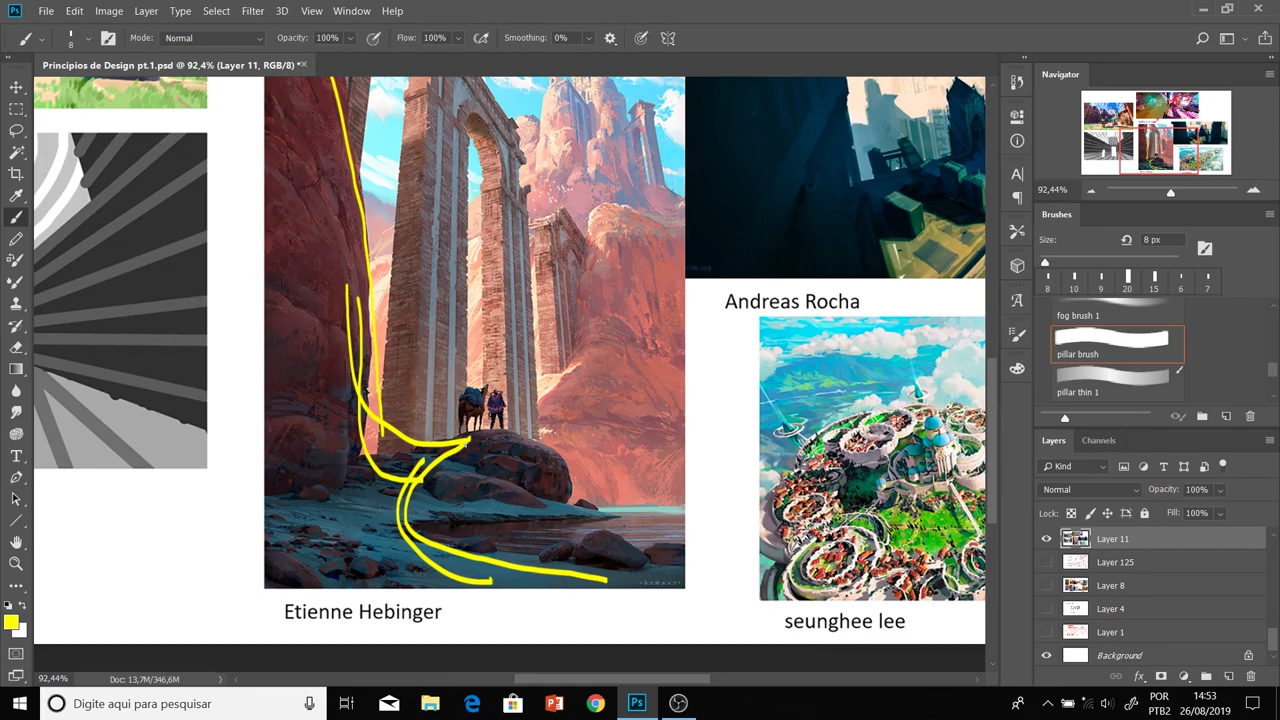 Ps
File Edit Image Layer Type Select Filter 3D View Window Help
8 Mode: Normal Opacity: 100% Flow: 100% Smoothing: 0%
Principios de Design pt.1.psd @ 92,4% (Layer 11, RGB/8) * ×
Navigator
92,44%
Brushes
Size: 8 px
8 10 9 20 15 6 7
fog brush 1
pillar brush
pillar thin 1
Layers Channels
Kind
Normal Opacity: 100%
Lock: Fill: 100%
Layer 11
Layer 125
Layer 8
Layer 4
Layer 1
Background
Andreas Rocha
Etienne Hebinger
seunghee lee
92,44% Doc: 13,7M/346,6M
Digite aqui para pesquisar
POR
PTB2
14:53
26/08/2019